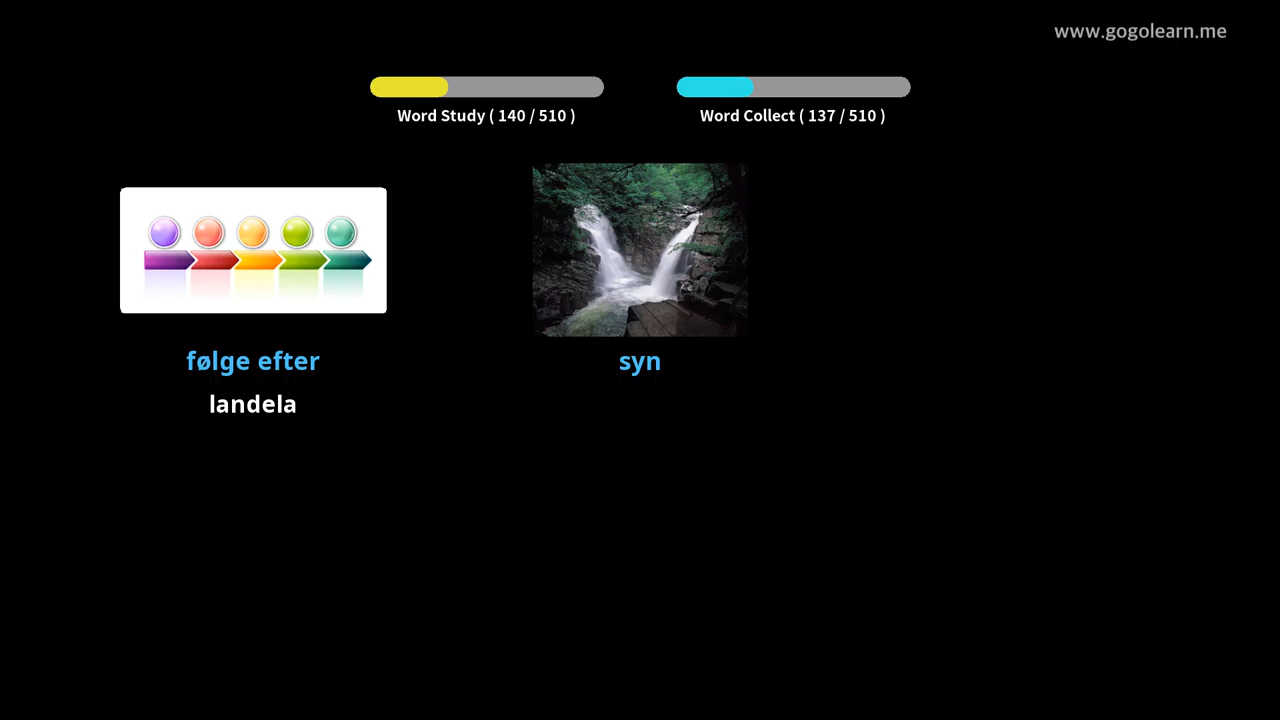 www.gogolearn.me
Word Study ( 140 / 510 )
Word Collect ( 137 / 510 )
følge efter
landela
syn